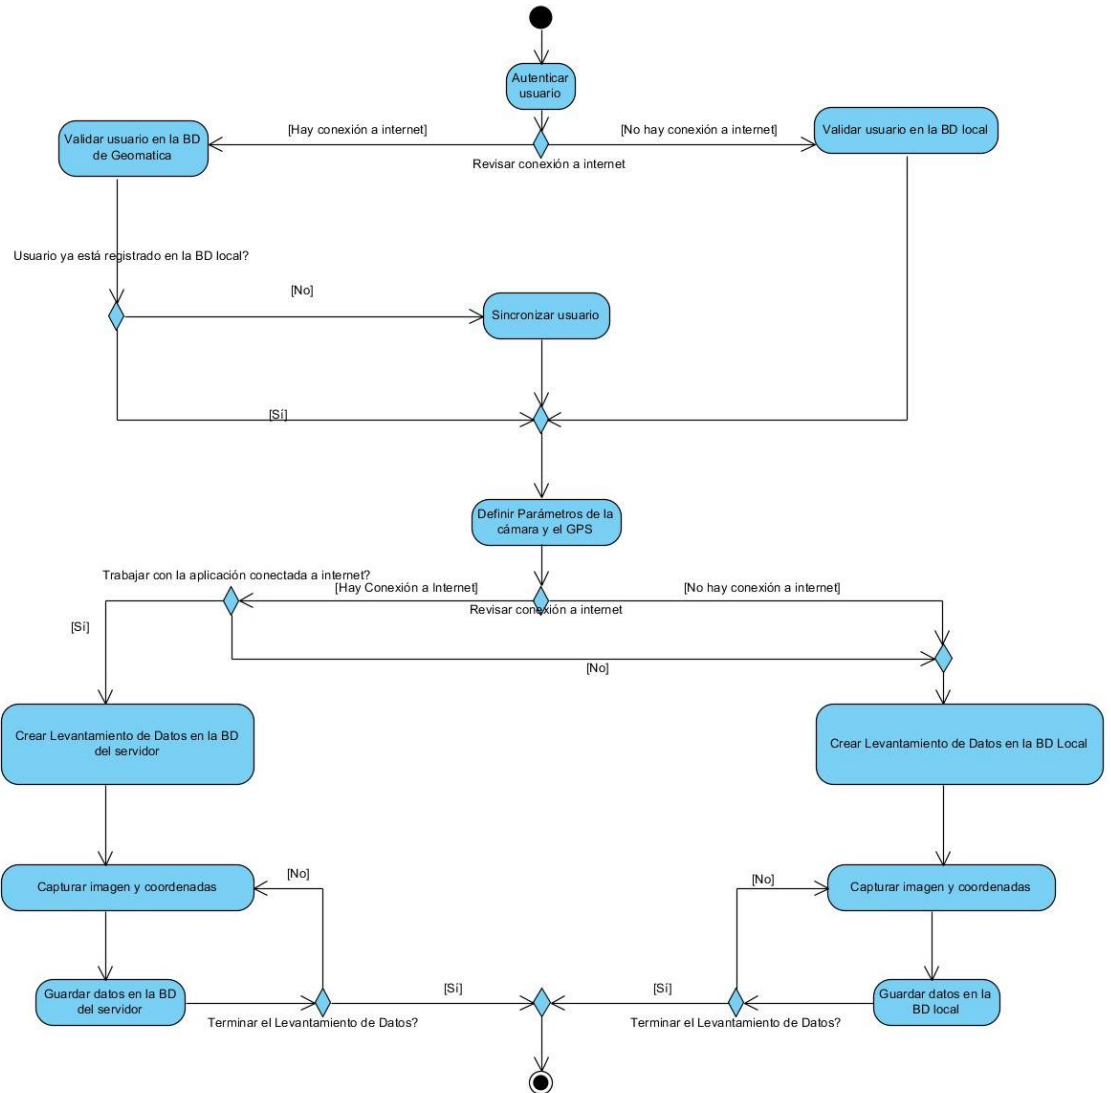 Autenticar
usuario
[Hay conexión a internet]
[No hay conexión a internet]
Validar usuario en la BD
de Geomatica
Validar usuario en la BD local
Revisar conexión a internet
Usuario ya está registrado en la BD local?
[No]
Sincronizar usuario
[Sí]
Definir Parámetros de la
cámara y el GPS
Trabajar con la aplicación conectada a internet?
[Hay Conexión a Internet]
[No hay conexión a internet]
Revisar conexión a internet
[Sí]
[No]
Crear Levantamiento de Datos en la BD
del servidor
Crear Levantamiento de Datos en la BD Local
Capturar imagen y coordenadas
[No]
[No]
Capturar imagen y coordenadas
Guardar datos en la BD
del servidor
[Sí]
[Sí]
Guardar datos en la
BD local
Terminar el Levantamiento de Datos?
Terminar el Levantamiento de Datos?